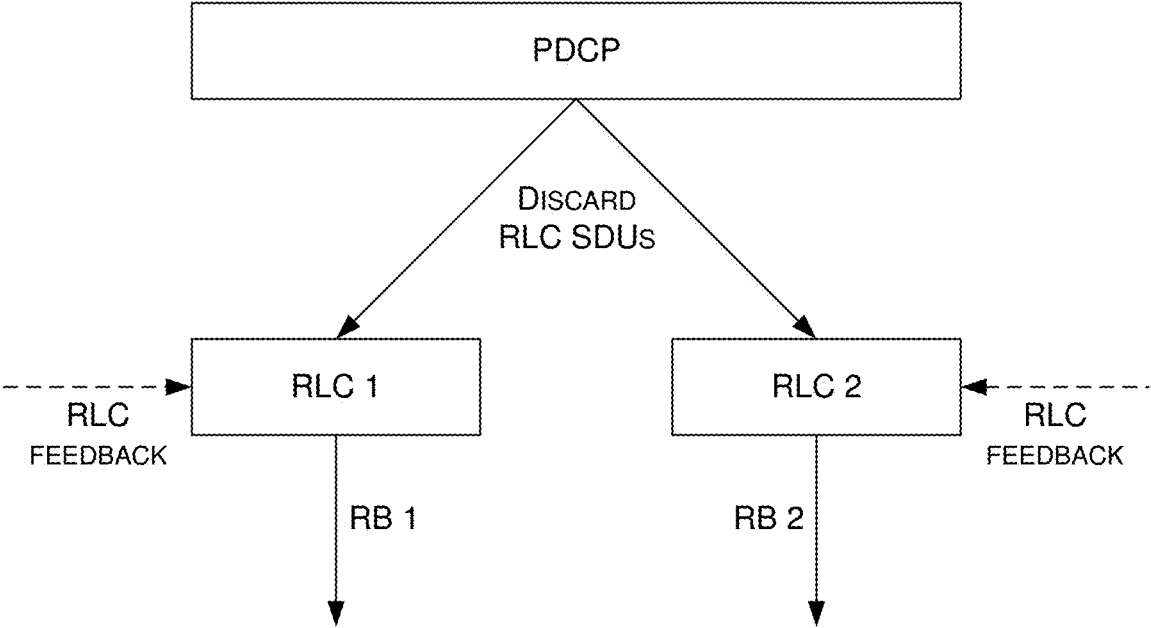 PDCP
DISCARD
RLC SDUS
RLC 1
RLC 2
RLC
FEEDBACK
RLC
FEEDBACK
RB 1
RB 2